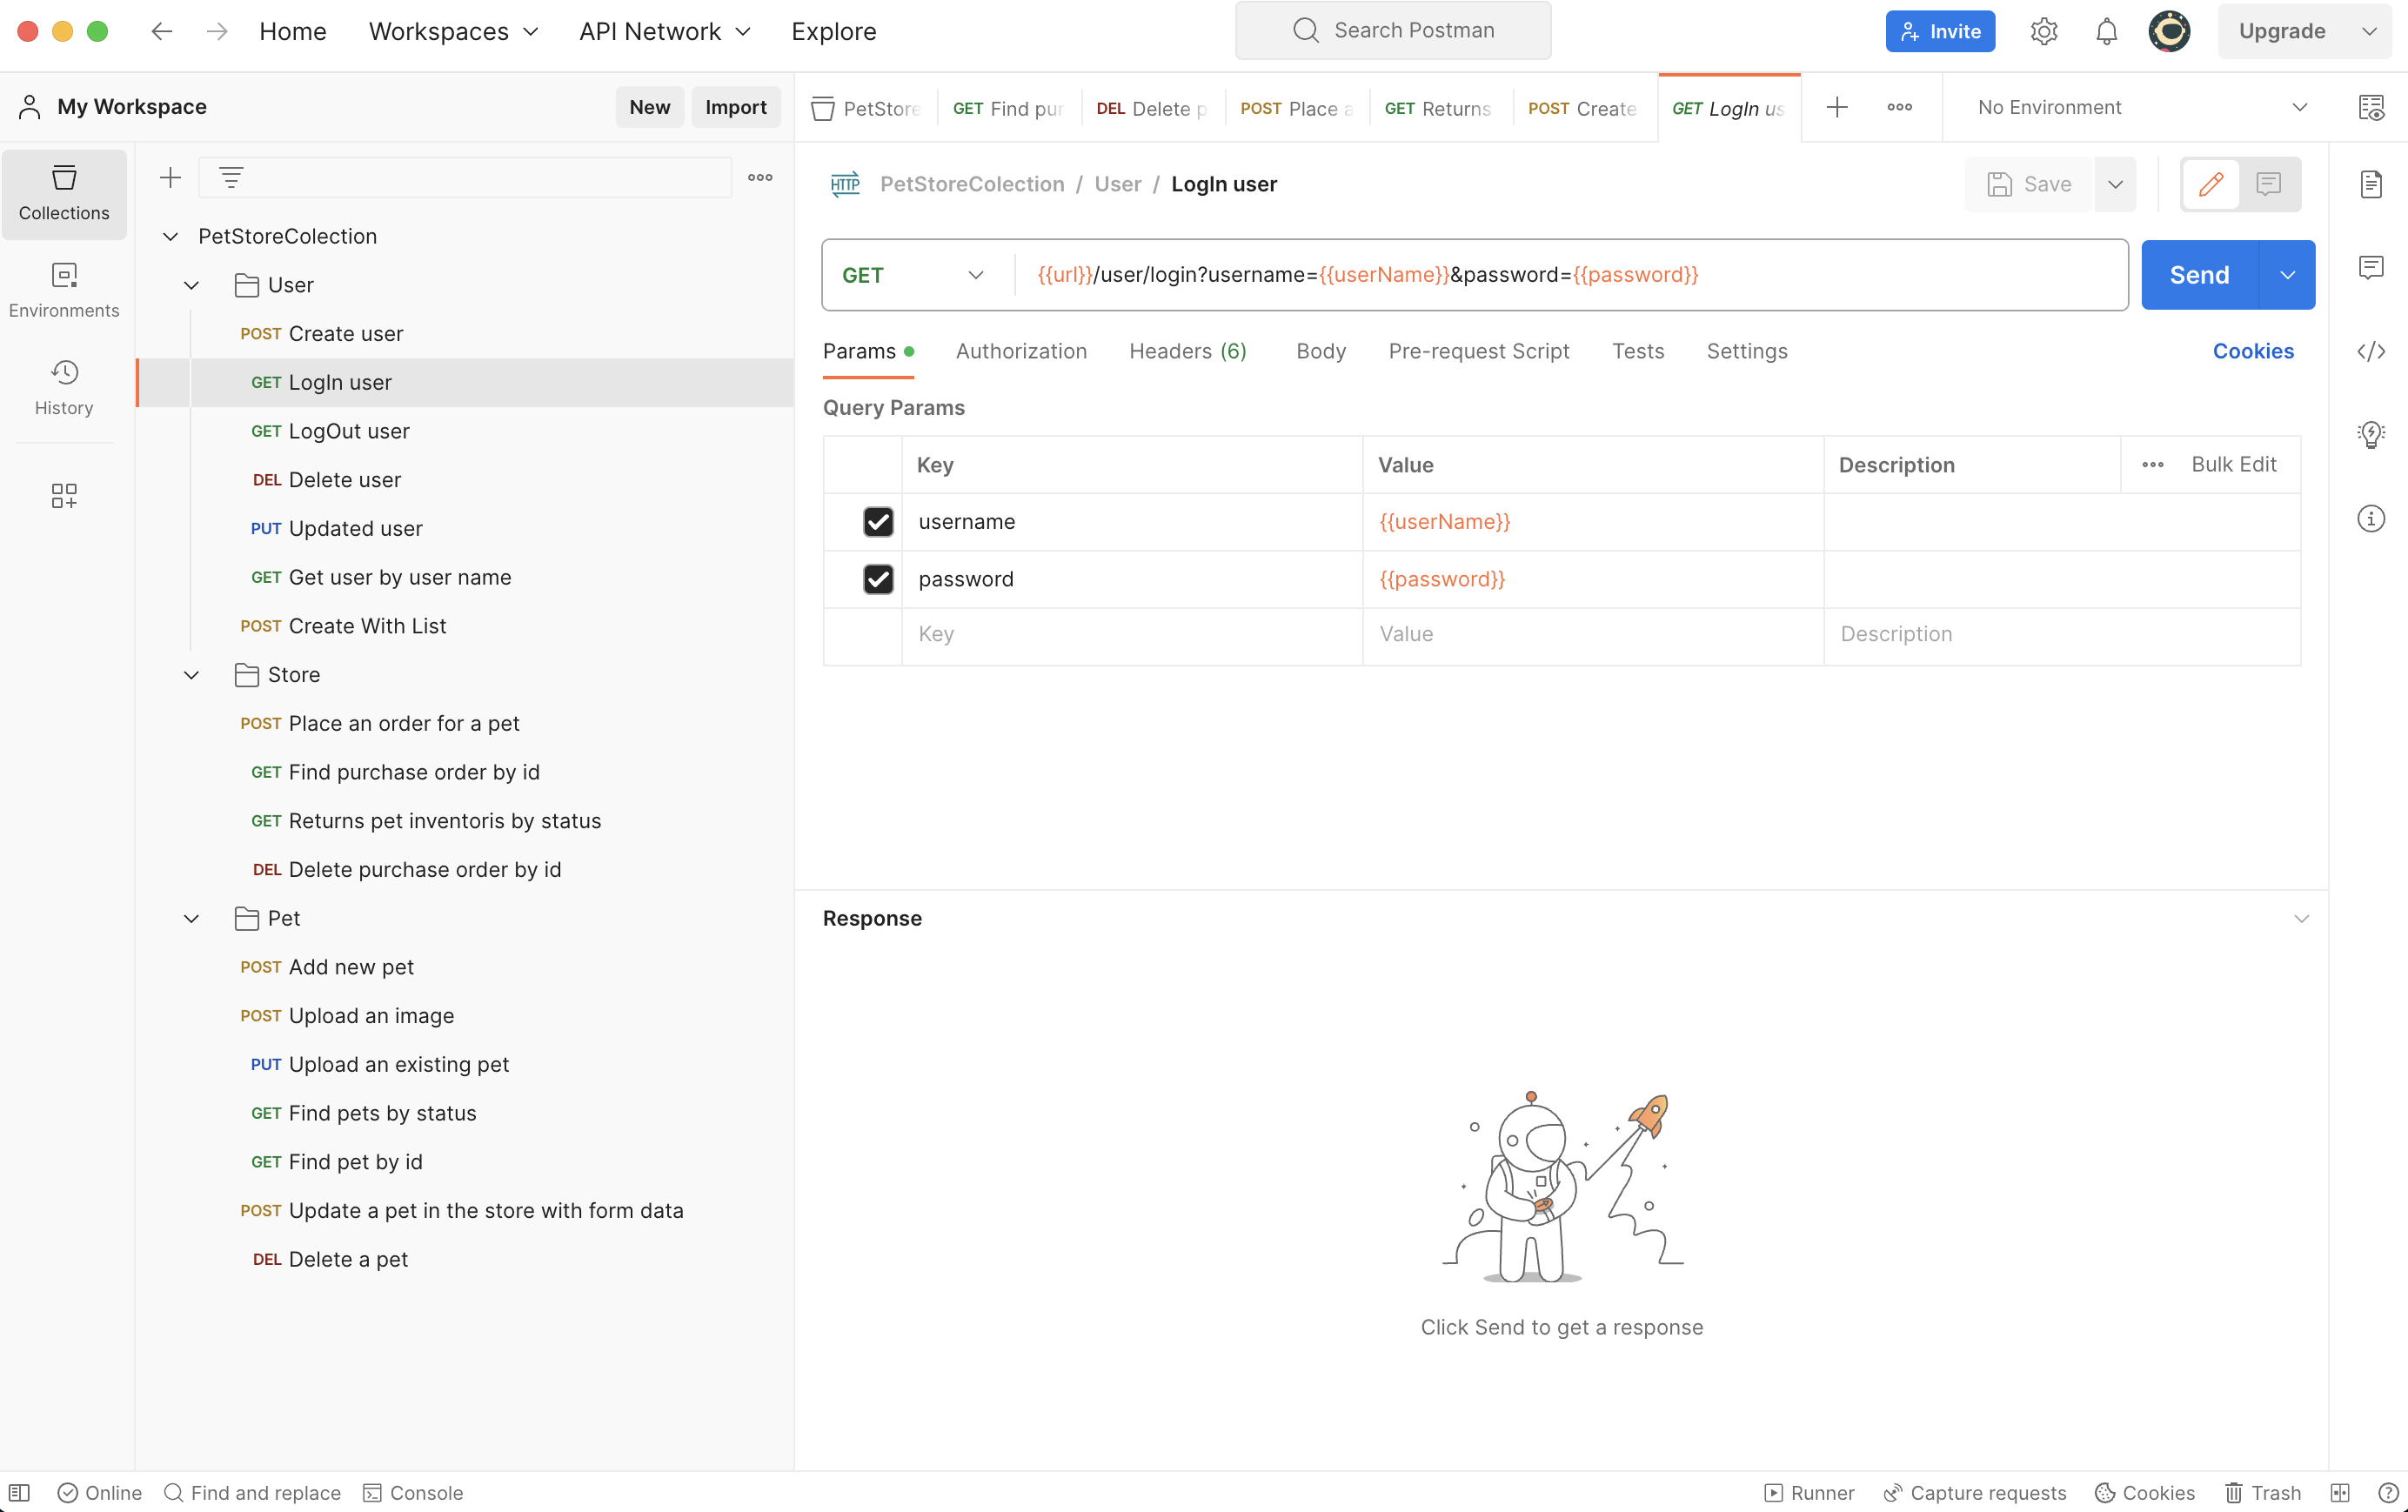 Home Workspaces API Network Explore Search Postman Invite Upgrade
My Workspace New Import
PetStore GET Find pur DEL Delete p POST Place a GET Returns POST Create GET LogIn us No Environment
Collections
Environments
History
PetStoreColection
User
POST Create user
GET LogIn user
GET LogOut user
DEL Delete user
PUT Updated user
GET Get user by user name
POST Create With List
Store
POST Place an order for a pet
GET Find purchase order by id
GET Returns pet inventoris by status
DEL Delete purchase order by id
Pet
POST Add new pet
POST Upload an image
PUT Upload an existing pet
GET Find pets by status
GET Find pet by id
POST Update a pet in the store with form data
DEL Delete a pet
HTTP PetStoreColection / User / LogIn user Save
GET {{url}}/user/login?username={{userName}}&password={{password}} Send
Params Authorization Headers (6) Body Pre-request Script Tests Settings Cookies
Query Params
Key Value Description Bulk Edit
username {{userName}}
password {{password}}
Key Value Description
Response
Click Send to get a response
Online Find and replace Console Runner Capture requests Cookies Trash